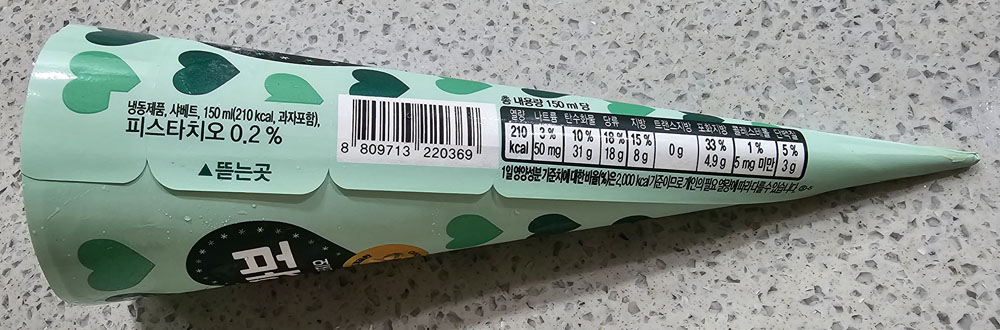 냉동제품, 샤베트, 150 ml(210 kcal, 과자포함),
피스타치오 0.2 %
▲뜯는곳
8 809713 220369
총 내용량 150 ml 당
열량 나트륨 탄수화물 당류 지방 트랜스지방 포화지방 콜레스테롤 단백질
210 kcal 3 % 50 mg 10 % 31 g 18 % 18 g 15 % 8 g 0 g 33 % 4.9 g 1 % 5 mg 미만 5 % 3 g
1일 영양성분 기준치에 대한 비율(%)은 2,000 kcal 기준이므로 개인의 필요 열량에 따라 다를 수 있습니다.